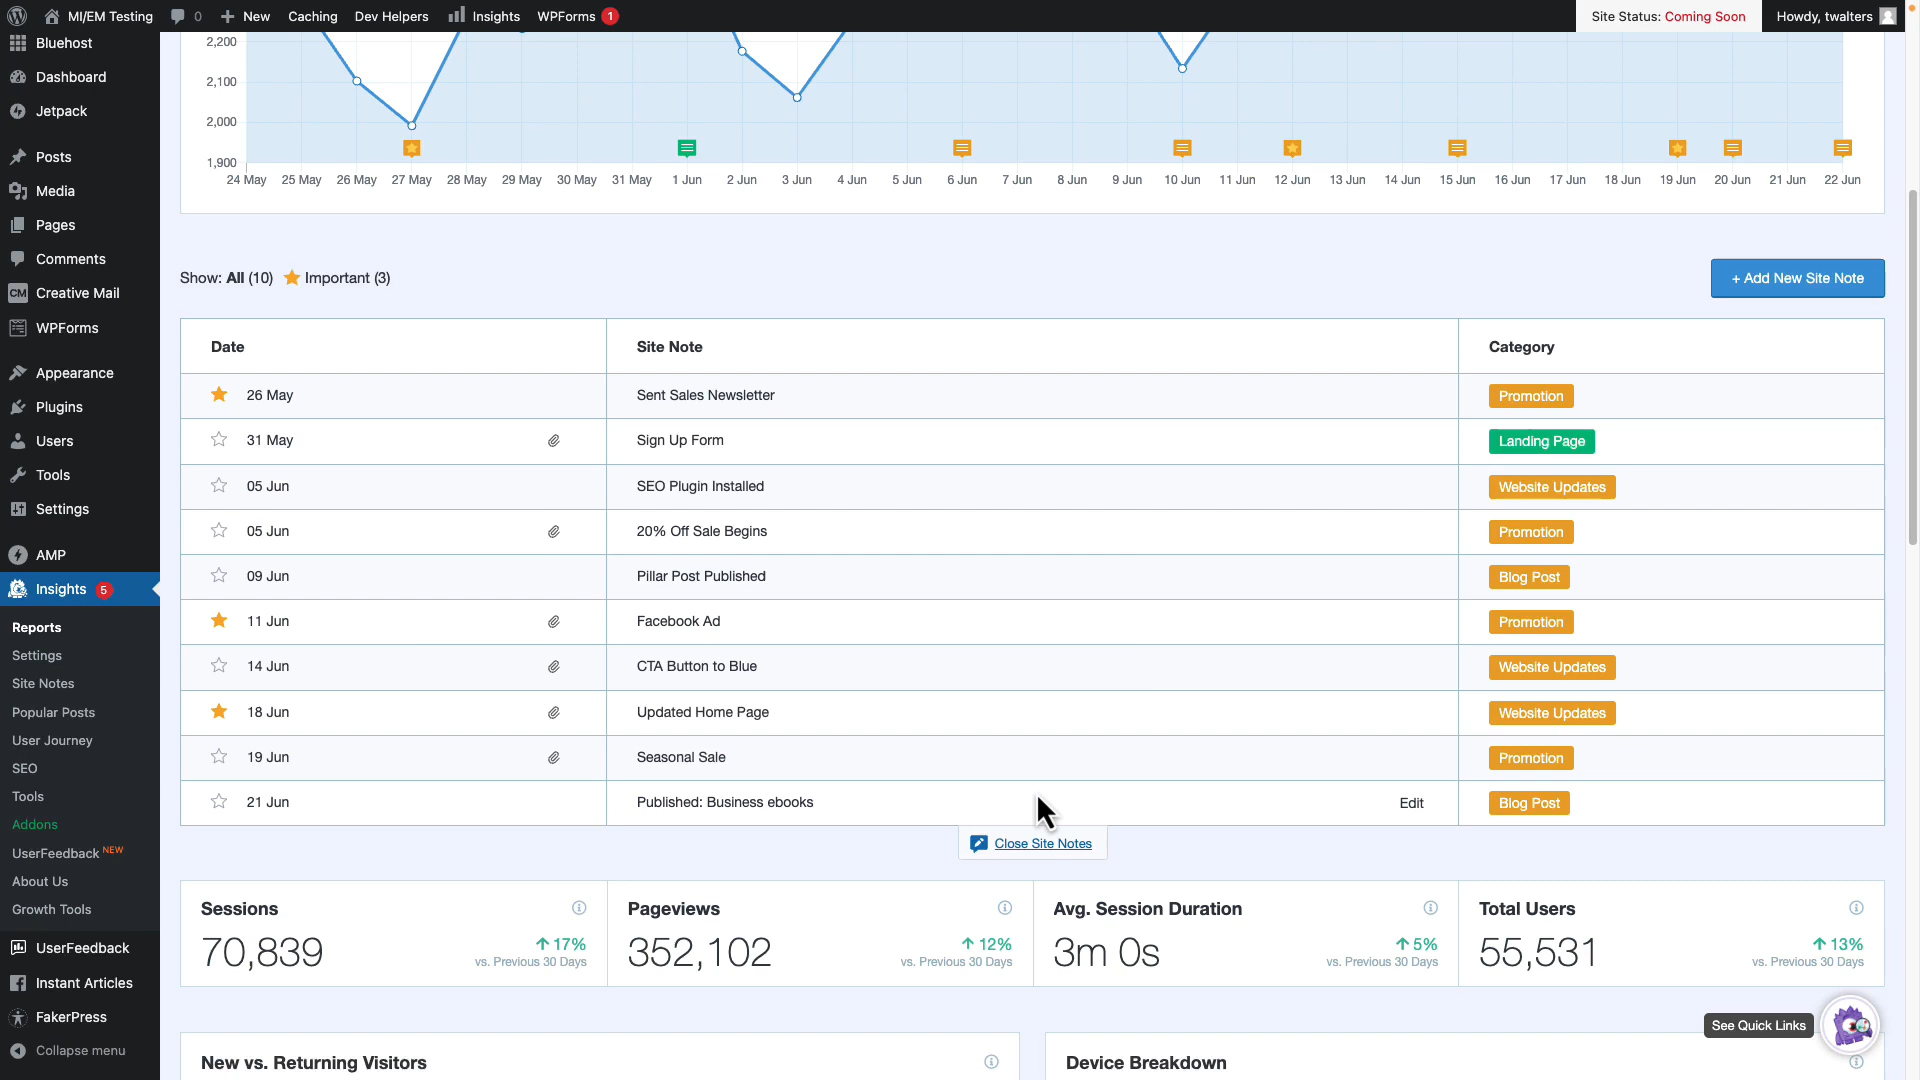 MI/EM Testing 0 New Caching Dev Helpers Insights WPForms 1 Site Status: Coming Soon Howdy, twalters
Bluehost
Dashboard
Jetpack
Posts
Media
Pages
Comments
CM Creative Mail
WPForms
Appearance
Plugins
Users
Tools
Settings
AMP
Insights 5
Reports
Settings
Site Notes
Popular Posts
User Journey
SEO
Tools
Addons
UserFeedback NEW
About Us
Growth Tools
UserFeedback
Instant Articles
FakerPress
Collapse menu
2,200
2,100
2,000
1,900
24 May 25 May 26 May 27 May 28 May 29 May 30 May 31 May 1 Jun 2 Jun 3 Jun 4 Jun 5 Jun 6 Jun 7 Jun 8 Jun 9 Jun 10 Jun 11 Jun 12 Jun 13 Jun 14 Jun 15 Jun 16 Jun 17 Jun 18 Jun 19 Jun 20 Jun 21 Jun 22 Jun
Show: All (10) Important (3) + Add New Site Note
Date Site Note Category
26 May Sent Sales Newsletter Promotion
31 May Sign Up Form Landing Page
05 Jun SEO Plugin Installed Website Updates
05 Jun 20% Off Sale Begins Promotion
09 Jun Pillar Post Published Blog Post
11 Jun Facebook Ad Promotion
14 Jun CTA Button to Blue Website Updates
18 Jun Updated Home Page Website Updates
19 Jun Seasonal Sale Promotion
21 Jun Published: Business ebooks Edit Blog Post
Close Site Notes
Sessions Pageviews Avg. Session Duration Total Users
70,839 17% 352,102 12% 3m 0s 5% 55,531 13%
vs. Previous 30 Days vs. Previous 30 Days vs. Previous 30 Days vs. Previous 30 Days
See Quick Links
New vs. Returning Visitors Device Breakdown